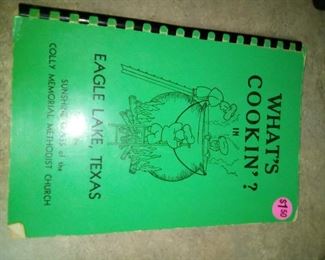 WHAT'S
COOKIN'?
IN
EAGLE LAKE, TEXAS
SUNSHINE CLASS of the
COLLY MEMORIAL METHODIST CHURCH
$1.50